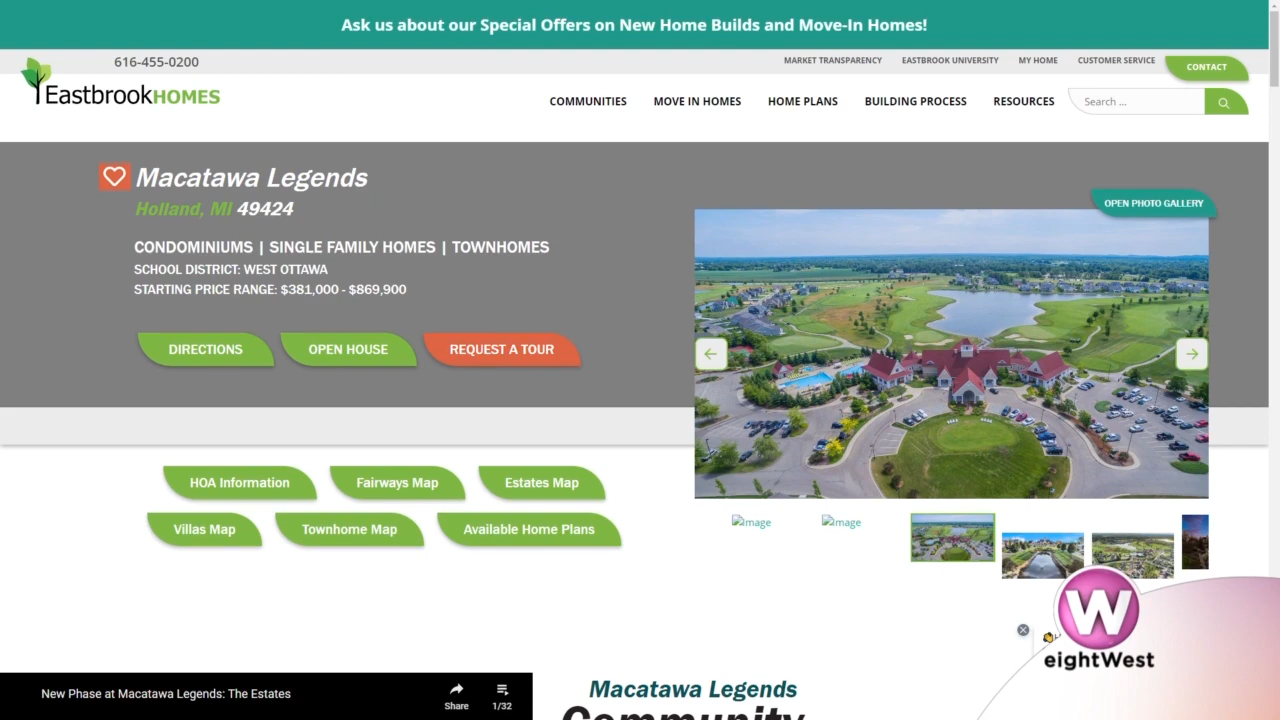 Ask us about our Special Offers on New Home Builds and Move-In Homes!
616-455-0200
MARKET TRANSPARENCY
EASTBROOK UNIVERSITY
MY HOME
CUSTOMER SERVICE
CONTACT
EastbrookHOMES
COMMUNITIES
MOVE IN HOMES
HOME PLANS
BUILDING PROCESS
RESOURCES
Search ...
Macatawa Legends
Holland, MI 49424
OPEN PHOTO GALLERY
CONDOMINIUMS | SINGLE FAMILY HOMES | TOWNHOMES
SCHOOL DISTRICT: WEST OTTAWA
STARTING PRICE RANGE: $381,000 - $869,900
DIRECTIONS
OPEN HOUSE
REQUEST A TOUR
HOA Information
Fairways Map
Estates Map
Villas Map
Townhome Map
Available Home Plans
image
image
W
eightWest
New Phase at Macatawa Legends: The Estates
Share
1/32
Macatawa Legends
Community